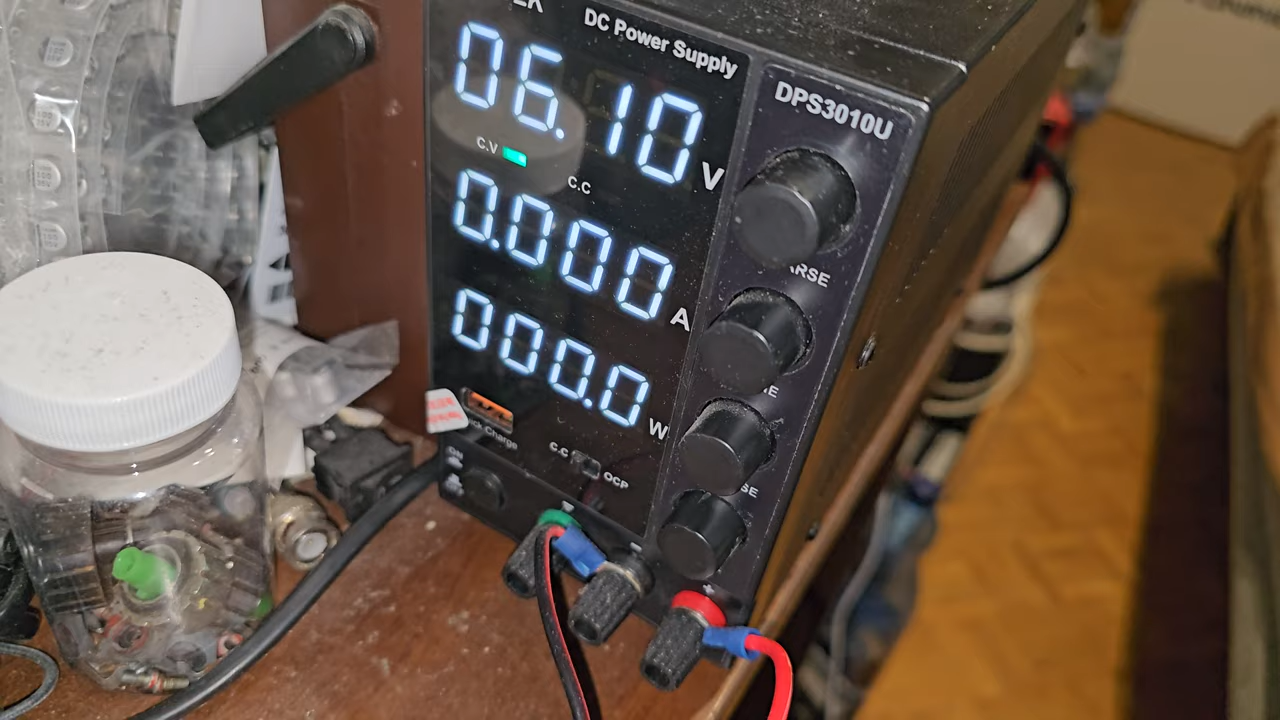 DC Power Supply
DPS3010U
06.10 V
C.V
C.C
0.000 A
000.0 W
C.C
OCP